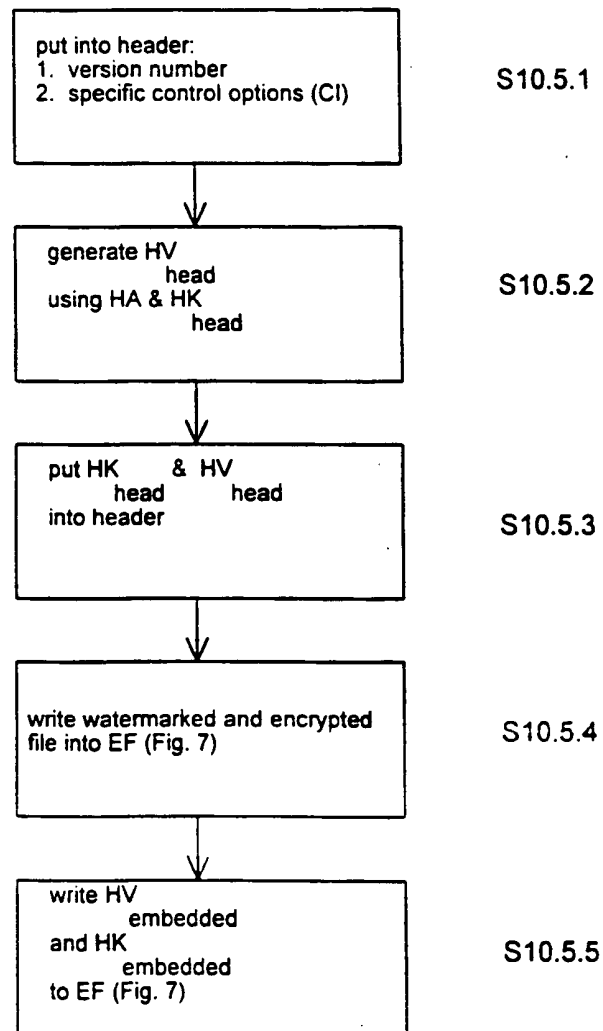 put into header:
1. version number
2. specific control options (CI)
S10.5.1
generate HV
head
using HA & HK
head
S10.5.2
put HK & HV
head head
into header
S10.5.3
write watermarked and encrypted
file into EF (Fig. 7)
S10.5.4
write HV
embedded
and HK
embedded
to EF (Fig. 7)
S10.5.5